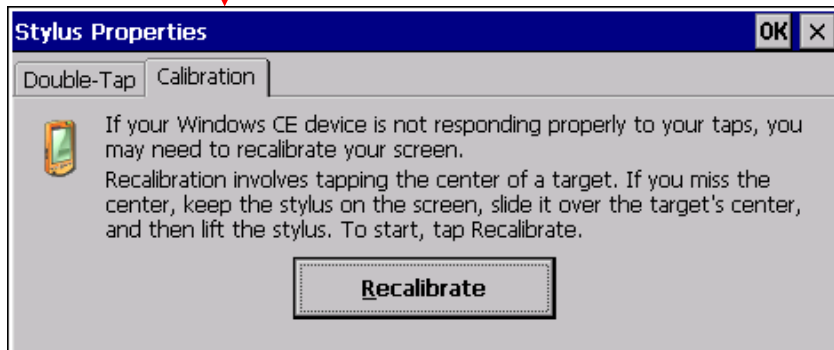 Stylus Properties OK ×
Double-Tap Calibration
If your Windows CE device is not responding properly to your taps, you
may need to recalibrate your screen.
Recalibration involves tapping the center of a target. If you miss the
center, keep the stylus on the screen, slide it over the target's center,
and then lift the stylus. To start, tap Recalibrate.
Recalibrate